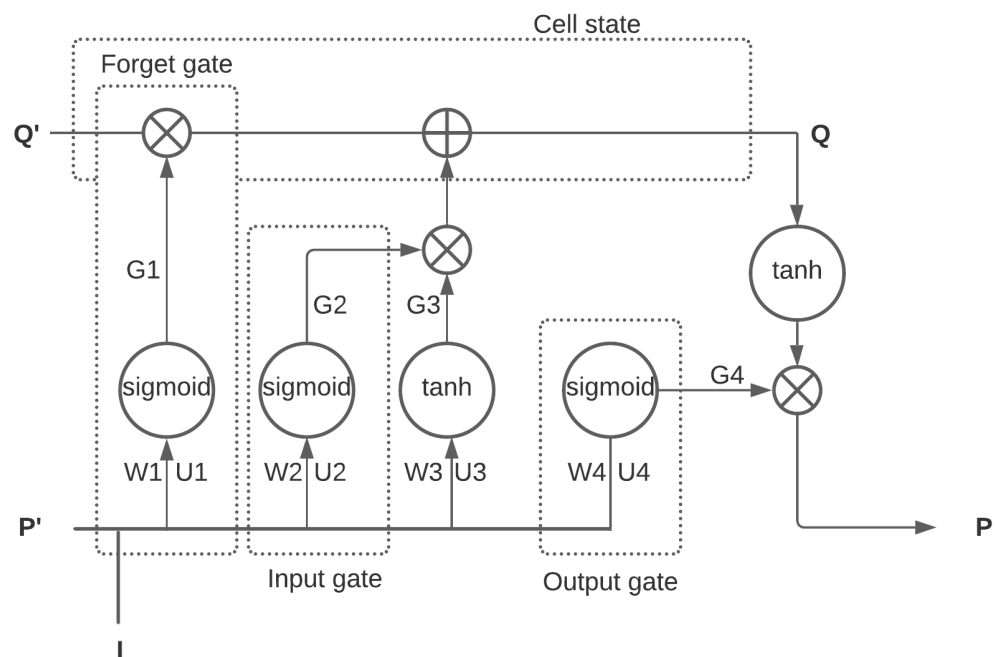 Cell state
Forget gate
Q'
Q
G1
G2
G3
tanh
sigmoid
sigmoid
tanh
sigmoid
G4
W1 U1
W2 U2
W3 U3
W4 U4
P'
P
Input gate
Output gate